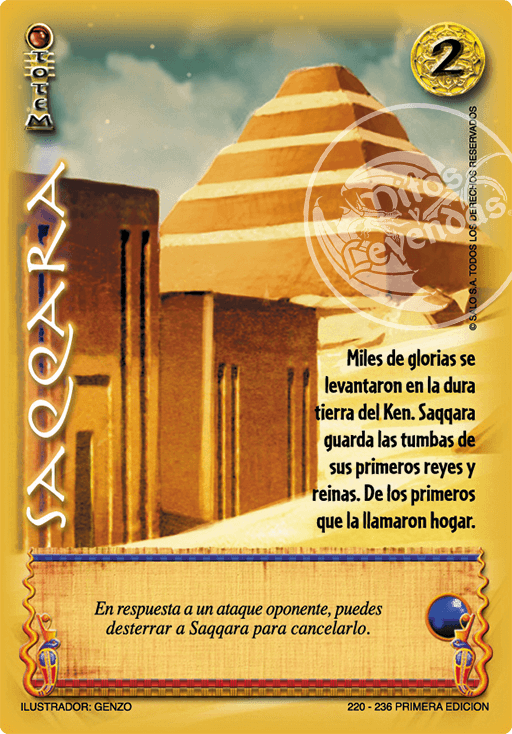 TOTEM
2
SAQQARA
Mitos
Leyendas
© SALO S.A. TODOS LOS DERECHOS RESERVADOS
Miles de glorias se
levantaron en la dura
tierra del Ken. Saqqara
guarda las tumbas de
sus primeros reyes y
reinas. De los primeros
que la llamaron hogar.
En respuesta a un ataque oponente, puedes
desterrar a Saqqara para cancelarlo.
ILUSTRADOR: GENZO
220 - 236 PRIMERA EDICION